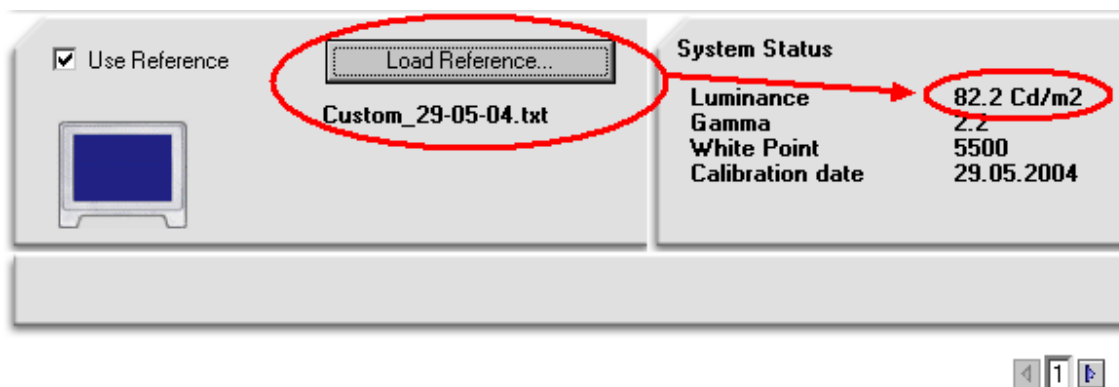 Use Reference
Load Reference...
Custom_29-05-04.txt
System Status
Luminance 82.2 Cd/m2
Gamma 2.2
White Point 5500
Calibration date 29.05.2004
1